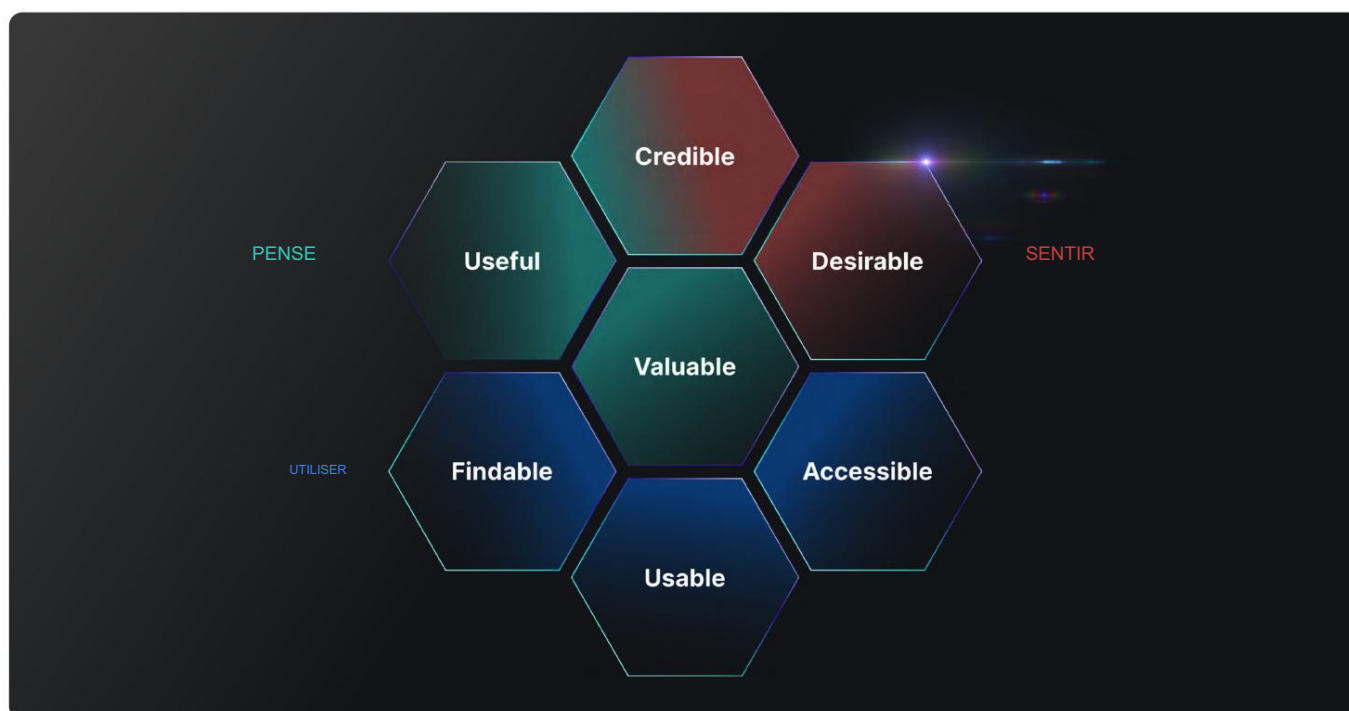 Credible
PENSE
Useful
Desirable
SENTIR
Valuable
UTILISER
Findable
Accessible
Usable